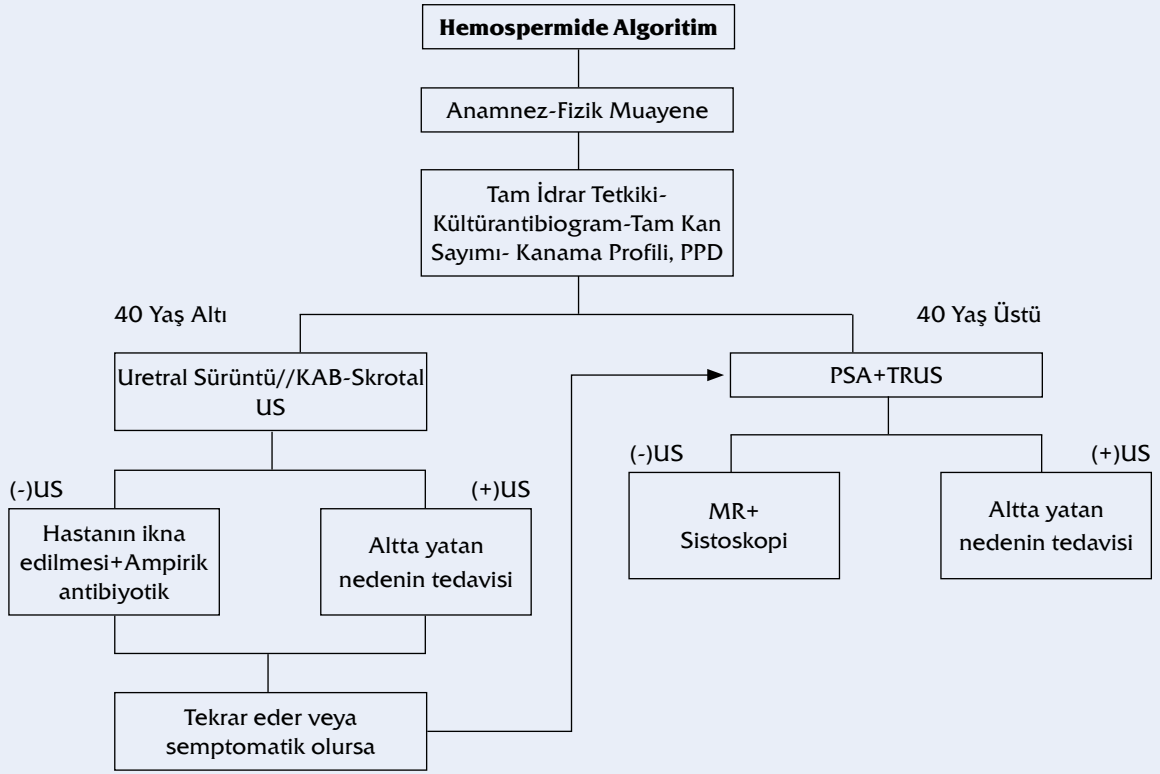 Hemospermide Algoritim
Anamnez-Fizik Muayene
Tam İdrar Tetkiki-
Kültürantibiogram-Tam Kan
Sayımı- Kanama Profili, PPD
40 Yaş Altı
40 Yaş Üstü
Uretral Sürüntü//KAB-Skrotal
US
PSA+TRUS
(-)US
(+)US
(-)US
(+)US
Hastanın ikna
edilmesi+Ampirik
antibiyotik
Altta yatan
nedenin tedavisi
MR+
Sistoskopi
Altta yatan
nedenin tedavisi
Tekrar eder veya
semptomatik olursa